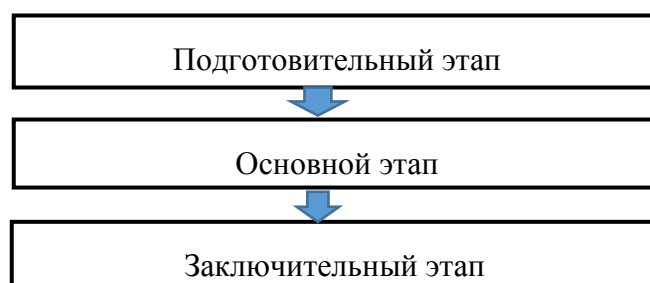 Подготовительный этап
Основной этап
Заключительный этап